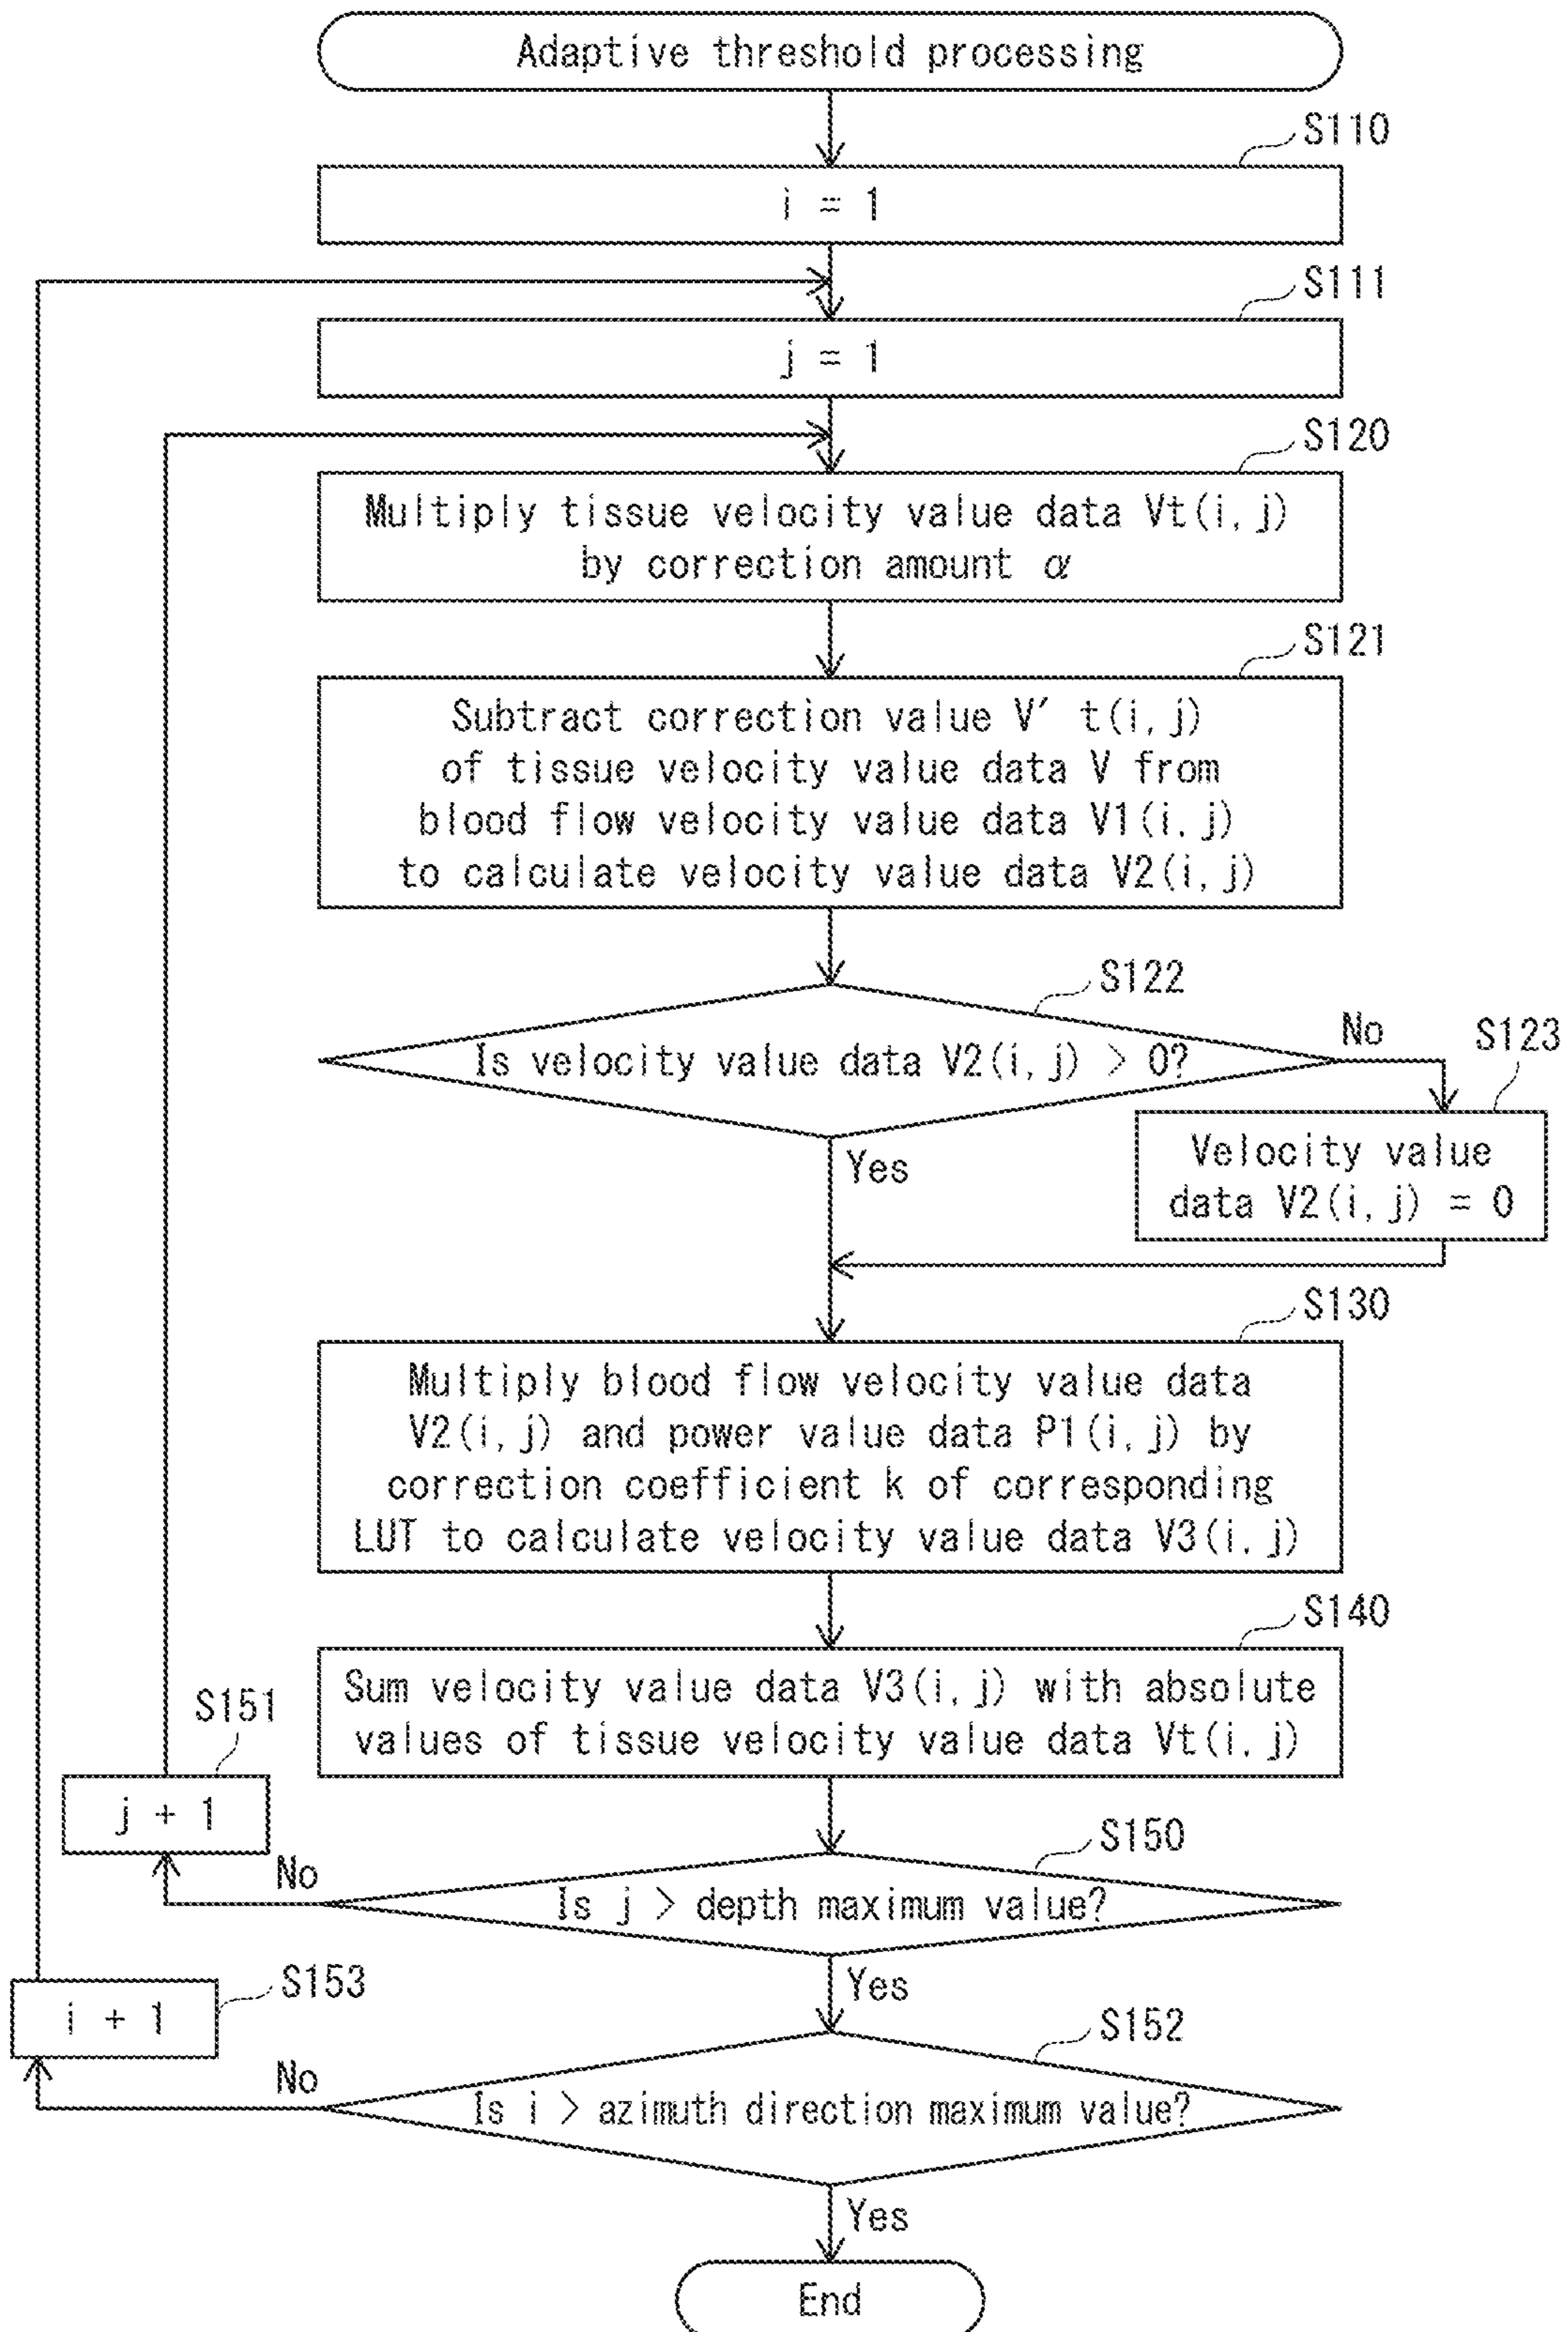 Adaptive threshold processing
S110
i = 1
S111
j = 1
S120
Multiply tissue velocity value data Vt(i, j)
by correction amount α
S121
Subtract correction value V′ t(i, j)
of tissue velocity value data V from
blood flow velocity value data V1(i, j)
to calculate velocity value data V2(i, j)
S122
Is velocity value data V2(i, j) > 0?
No
S123
Velocity value
data V2(i, j) = 0
Yes
S130
Multiply blood flow velocity value data
V2(i, j) and power value data P1(i, j) by
correction coefficient k of corresponding
LUT to calculate velocity value data V3(i, j)
S140
Sum velocity value data V3(i, j) with absolute
values of tissue velocity value data Vt(i, j)
S151
j + 1
S150
No
Is j > depth maximum value?
Yes
S153
i + 1
S152
No
Is i > azimuth direction maximum value?
Yes
End